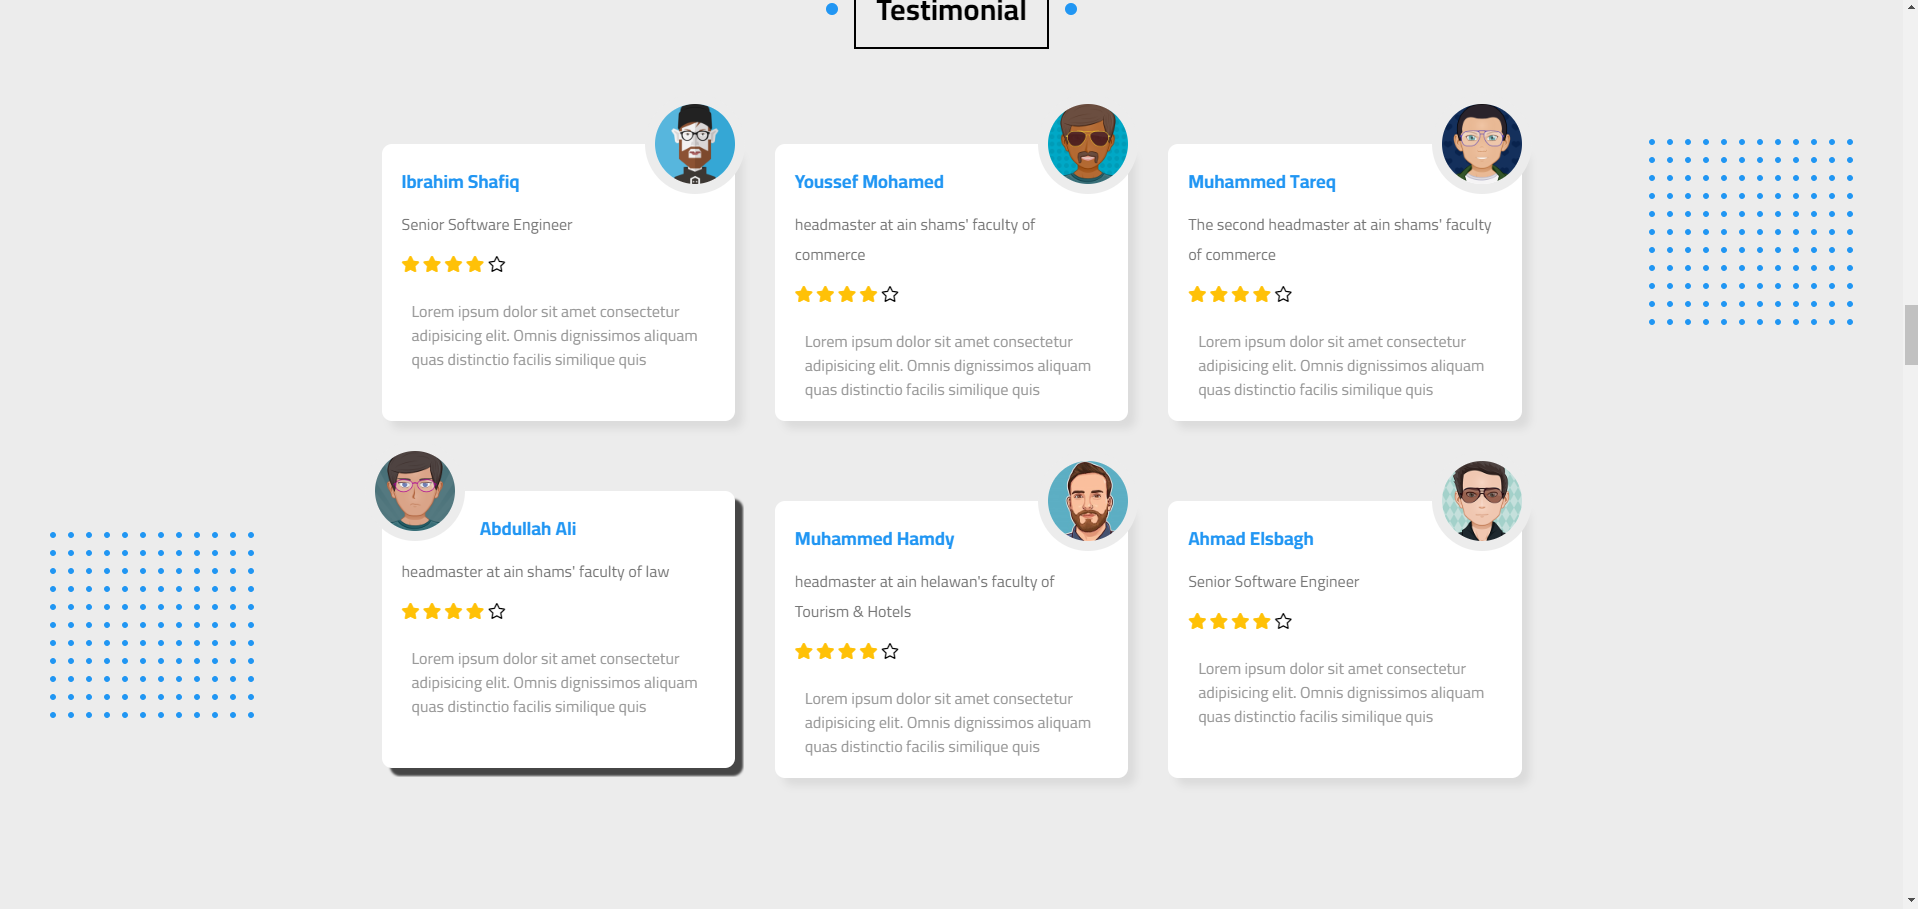 Testimonial
Ibrahim Shafiq
Senior Software Engineer
Lorem ipsum dolor sit amet consectetur
adipisicing elit. Omnis dignissimos aliquam
quas distinctio facilis similique quis
Youssef Mohamed
headmaster at ain shams' faculty of
commerce
Lorem ipsum dolor sit amet consectetur
adipisicing elit. Omnis dignissimos aliquam
quas distinctio facilis similique quis
Muhammed Tareq
The second headmaster at ain shams' faculty
of commerce
Lorem ipsum dolor sit amet consectetur
adipisicing elit. Omnis dignissimos aliquam
quas distinctio facilis similique quis
Abdullah Ali
headmaster at ain shams' faculty of law
Lorem ipsum dolor sit amet consectetur
adipisicing elit. Omnis dignissimos aliquam
quas distinctio facilis similique quis
Muhammed Hamdy
headmaster at ain helawan's faculty of
Tourism & Hotels
Lorem ipsum dolor sit amet consectetur
adipisicing elit. Omnis dignissimos aliquam
quas distinctio facilis similique quis
Ahmad Elsbagh
Senior Software Engineer
Lorem ipsum dolor sit amet consectetur
adipisicing elit. Omnis dignissimos aliquam
quas distinctio facilis similique quis